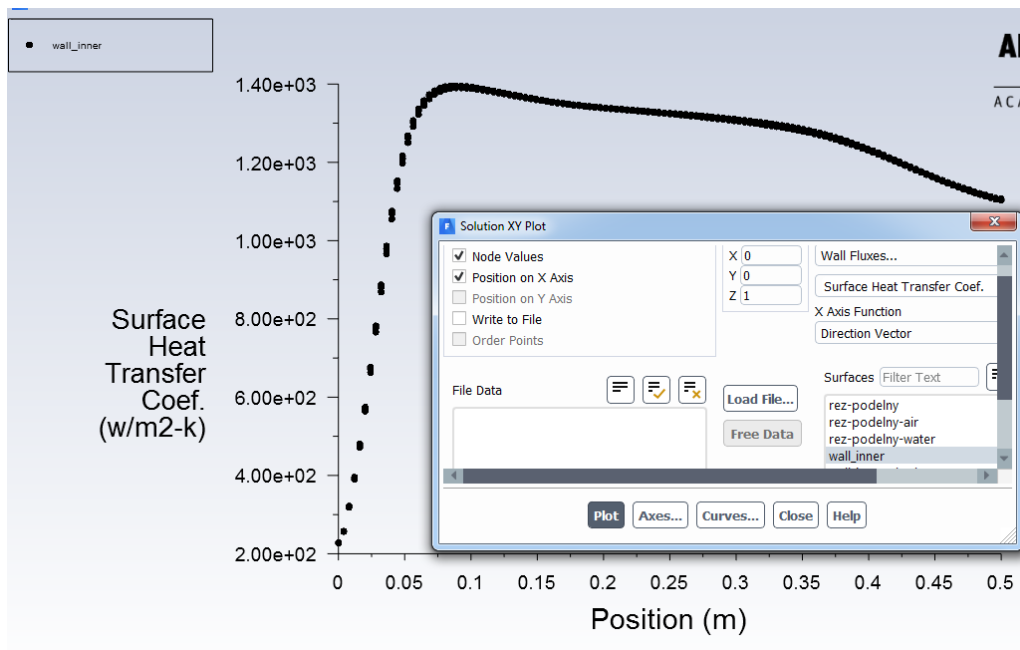 wall_inner
1.40e+03
1.20e+03
1.00e+03
8.00e+02
6.00e+02
4.00e+02
2.00e+02
Surface
Heat
Transfer
Coef.
(w/m2-k)
0 0.05 0.1 0.15 0.2 0.25 0.3 0.35 0.4 0.45 0.5
Position (m)
Solution XY Plot
Node Values
Position on X Axis
Position on Y Axis
Write to File
Order Points
X 0
Y 0
Z 1
Wall Fluxes...
Surface Heat Transfer Coef.
X Axis Function
Direction Vector
File Data
Load File...
Free Data
Surfaces Filter Text
rez-podelny
rez-podelny-air
rez-podelny-water
wall_inner
Plot Axes... Curves... Close Help